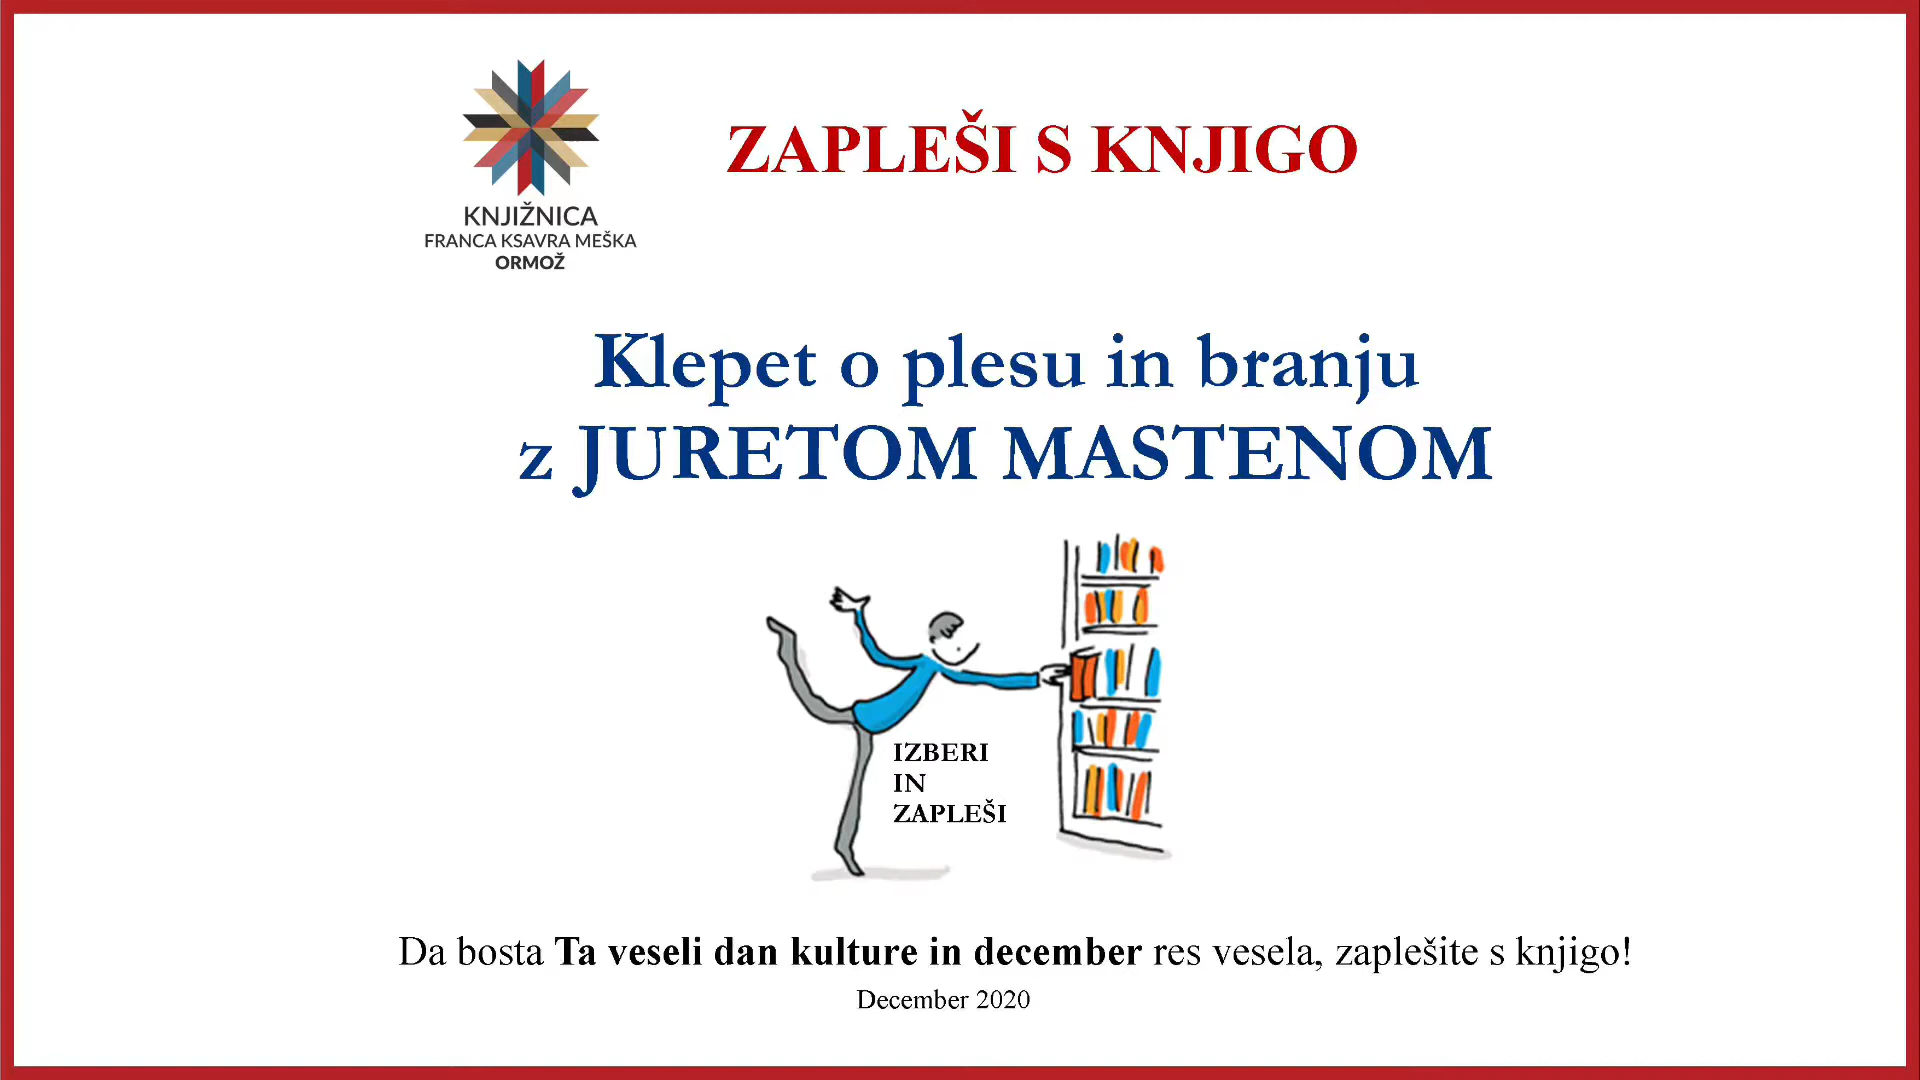 KNJIŽNICA
FRANCA KSAVRA MEŠKA
ORMOŽ
ZAPLEŠI S KNJIGO
Klepet o plesu in branju
z JURETOM MASTENOM
IZBERI
IN
ZAPLEŠI
Da bosta Ta veseli dan kulture in december res vesela, zaplešite s knjigo!
December 2020